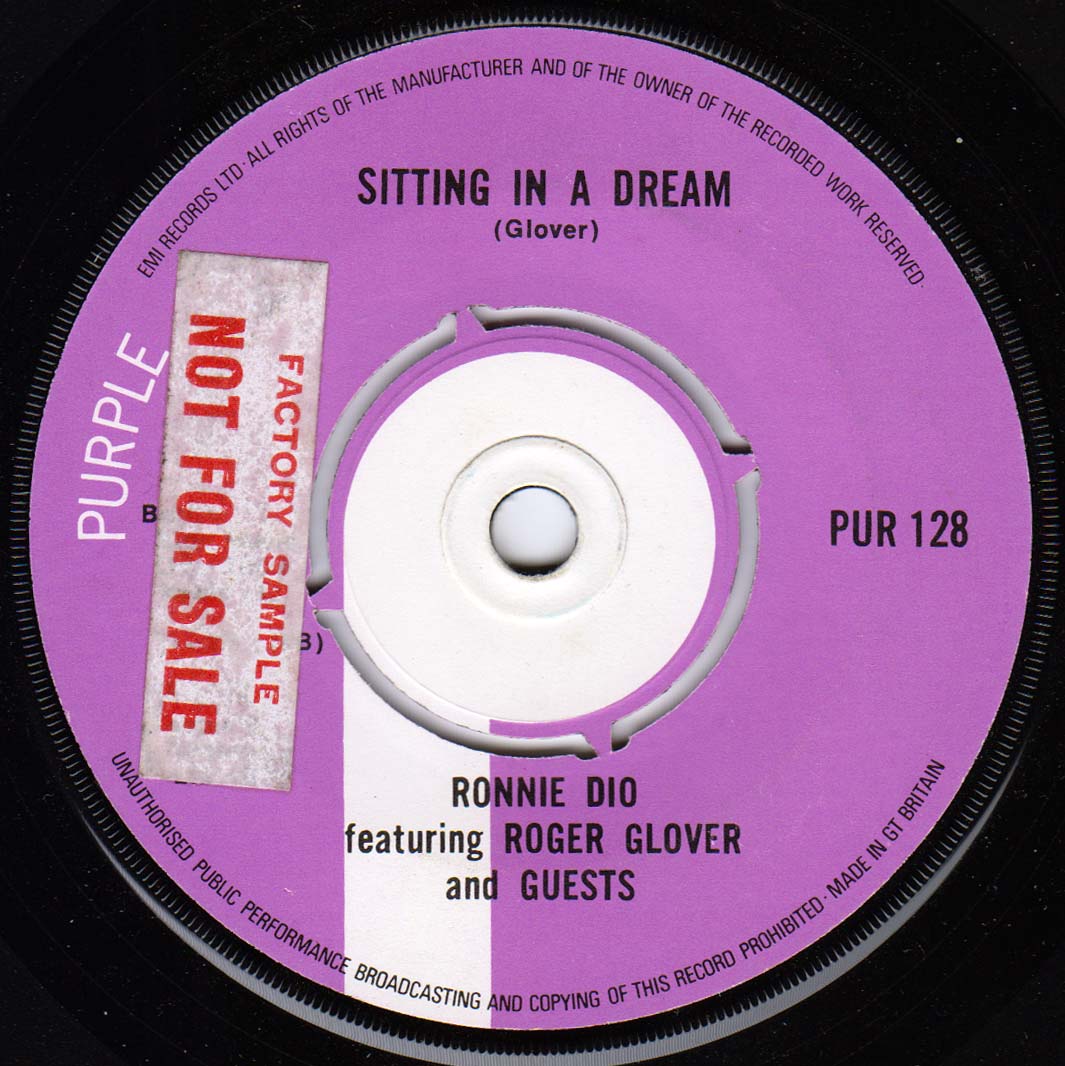 EMI RECORDS LTD · ALL RIGHTS OF THE MANUFACTURER AND OF THE OWNER OF THE RECORDED WORK RESERVED ·
SITTING IN A DREAM
(Glover)
PURPLE
FACTORY SAMPLE
NOT FOR SALE
B
PUR 128
B)
RONNIE DIO
featuring ROGER GLOVER
and GUESTS
UNAUTHORISED PUBLIC PERFORMANCE BROADCASTING AND COPYING OF THIS RECORD PROHIBITED · MADE IN GT BRITAIN